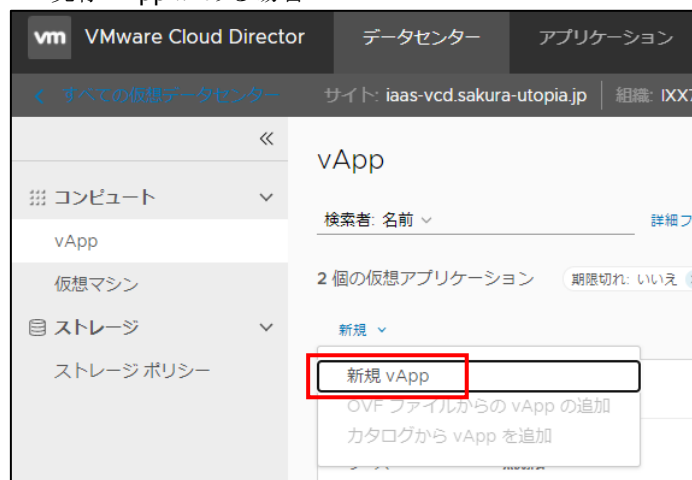 vm VMware Cloud Director データセンター アプリケーション
すべての仮想データセンター サイト: iaas-vcd.sakura-utopia.jp 組織:
vApp
コンピュート
検索者: 名前 詳細フ
vApp
仮想マシン
2 個の仮想アプリケーション 期限切れ: いいえ
ストレージ
新規
ストレージ ポリシー
新規 vApp
OVF ファイルからの vApp の追加
カタログから vApp を追加